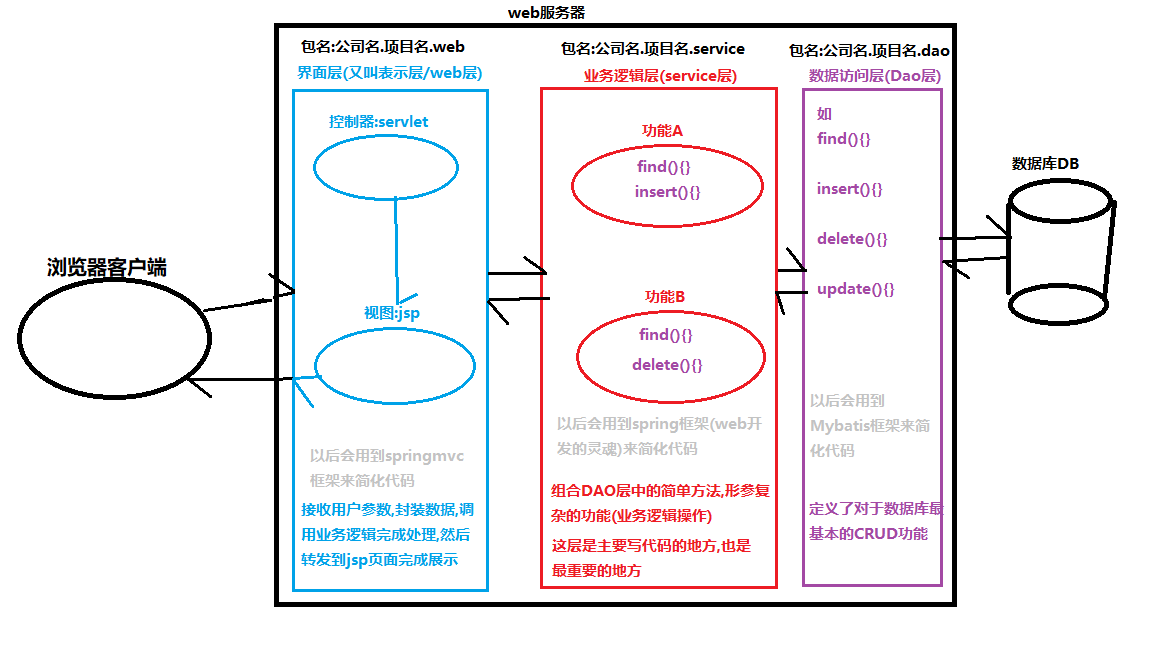 web服务器
包名:公司名.项目名.web
界面层(又叫表示层/web层)
控制器:servlet
视图:jsp
以后会用到springmvc
框架来简化代码
接收用户参数,封装数据,调
用业务逻辑完成处理,然后
转发到jsp页面完成展示
浏览器客户端
包名:公司名.项目名.service
业务逻辑层(service层)
功能A
find(){}
insert(){}
功能B
find(){}
delete(){}
以后会用到spring框架(web开
发的灵魂)来简化代码
组合DAO层中的简单方法,形参复
杂的功能(业务逻辑操作)
这层是主要写代码的地方,也是
最重要的地方
包名:公司名.项目名.dao
数据访问层(Dao层)
如
find(){}
insert(){}
delete(){}
update(){}
以后会用到
Mybatis框架来简
化代码
定义了对于数据库最
基本的CRUD功能
数据库DB